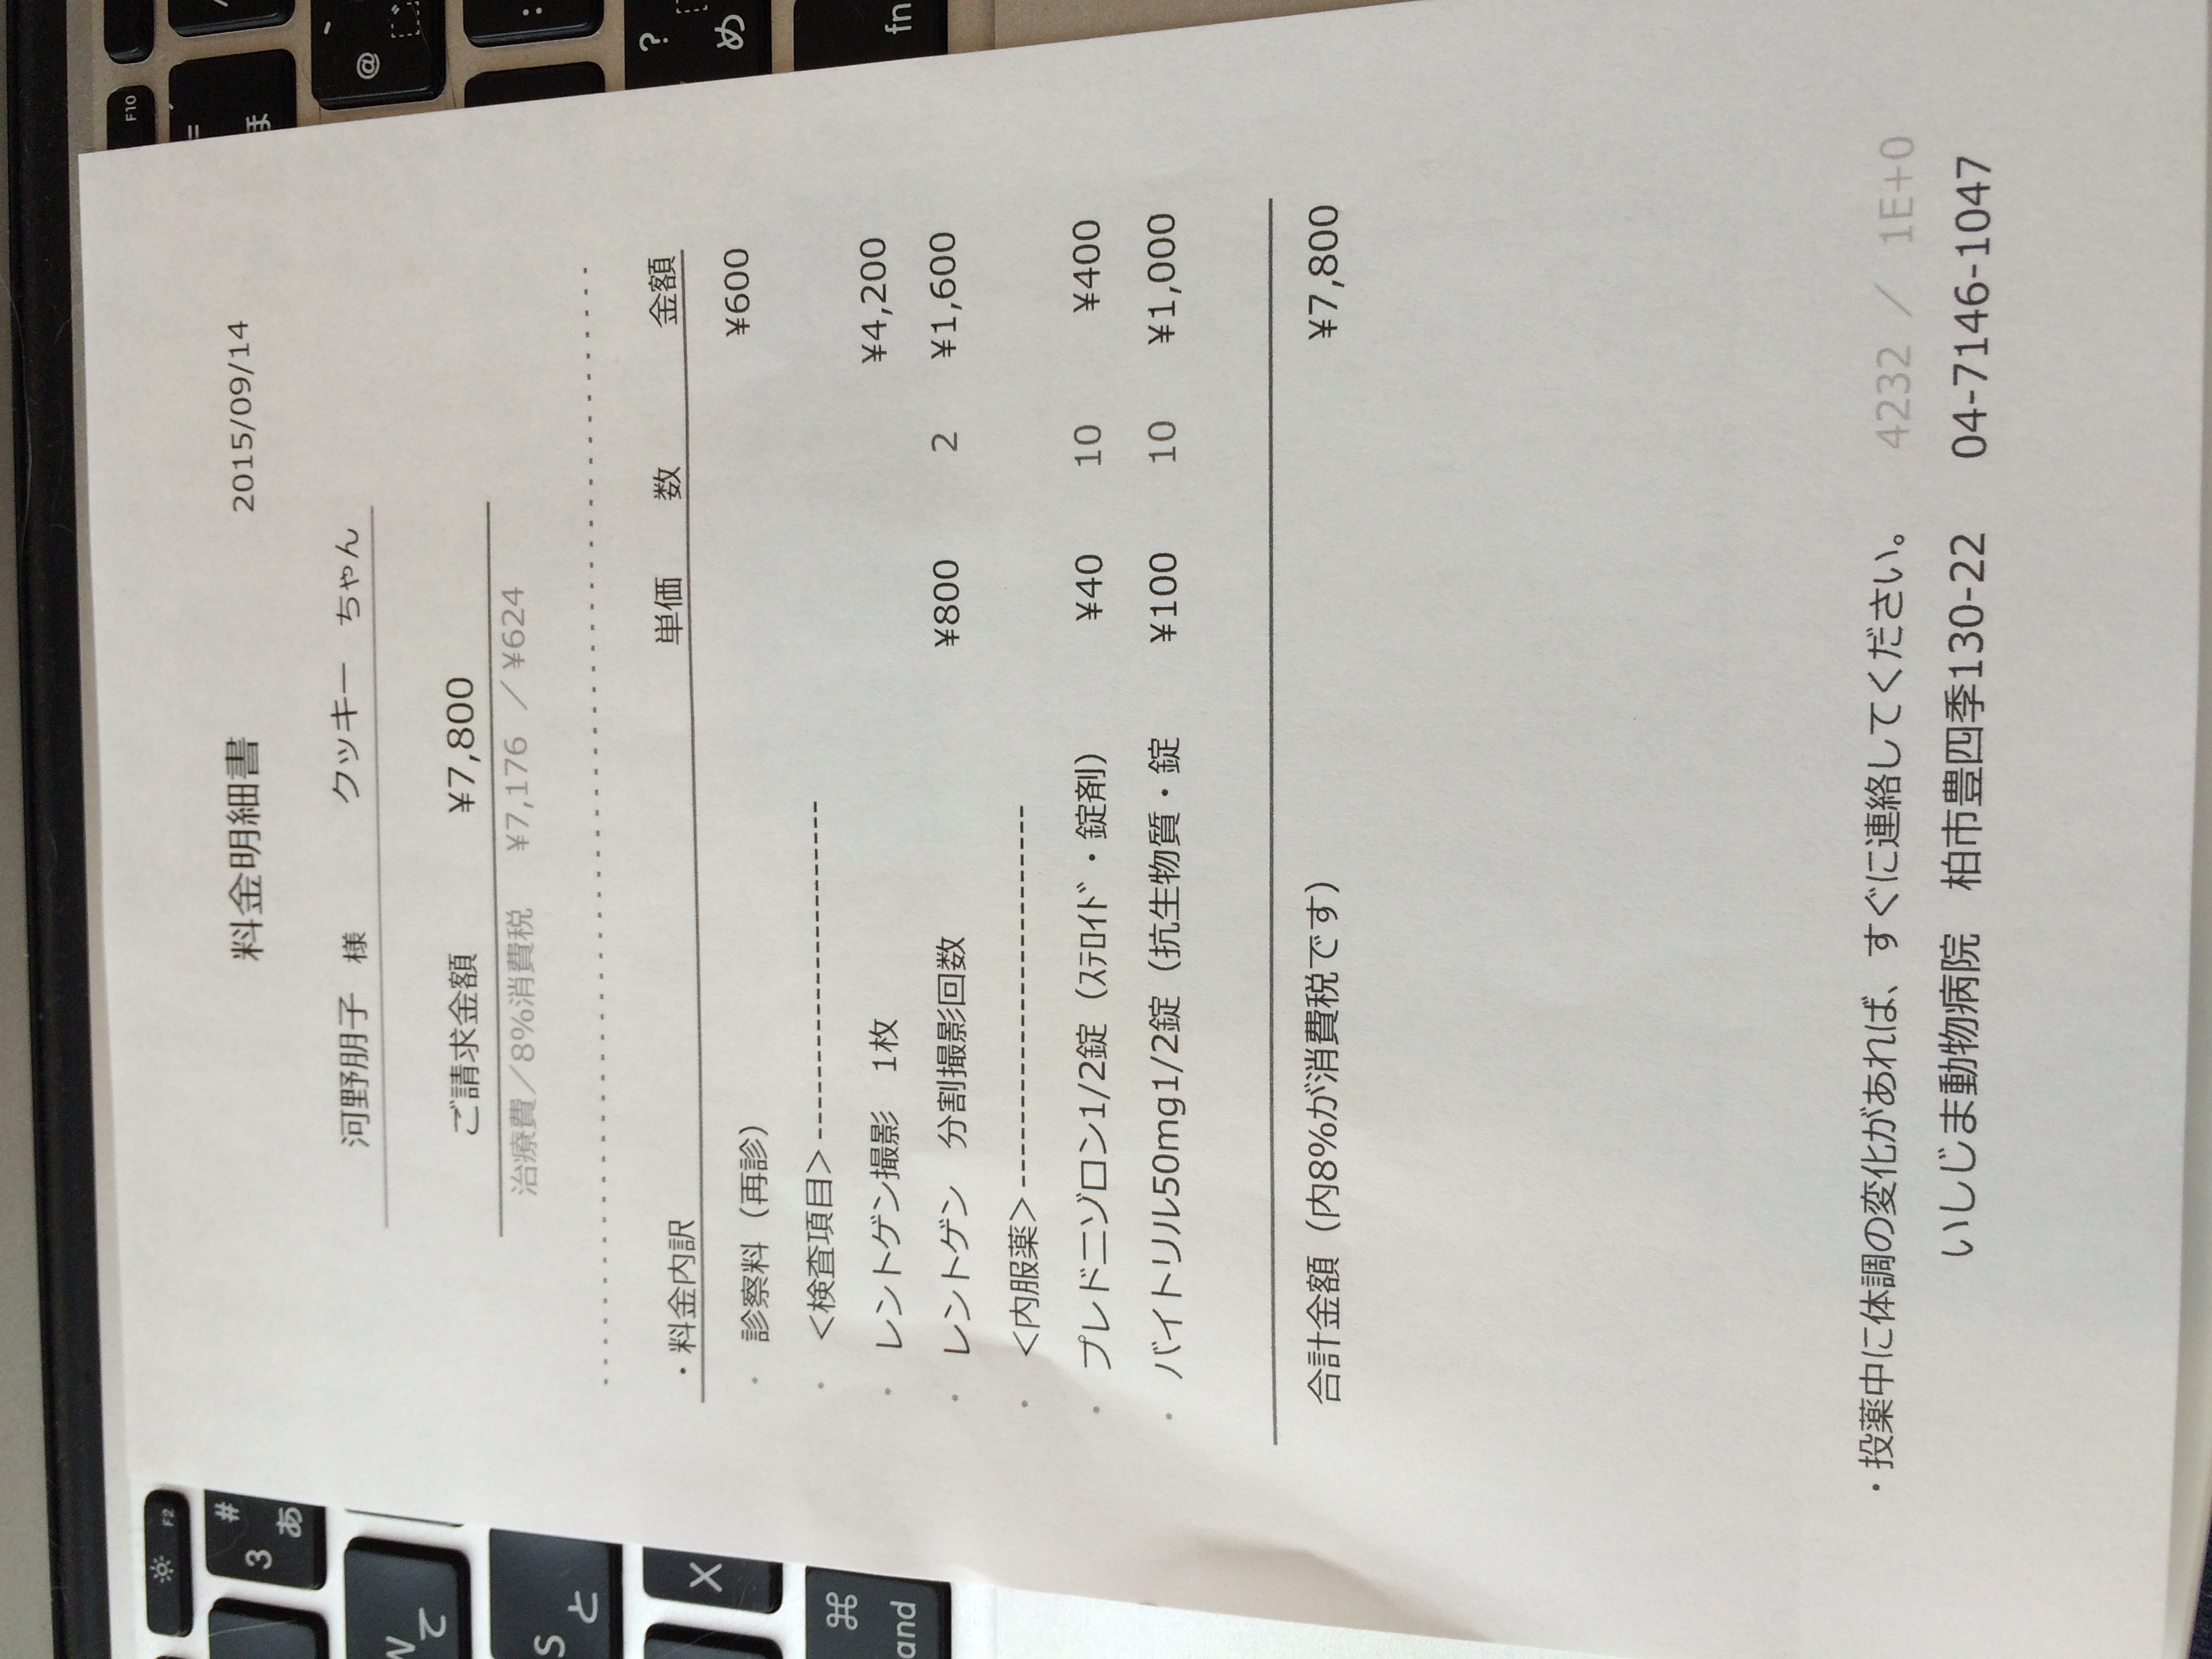 料金明細書 2015/09/14
河野朋子 様 クッキー ちゃん
ご請求金額 ¥7,800
治療費／8%消費税 ¥7,176 ／ ¥624
・料金内訳 単価 数 金額
・ 診察料（再診） ¥600
・ ＜検査項目＞----------------------
・ レントゲン撮影 1枚 ¥4,200
・ レントゲン 分割撮影回数 ¥800 2 ¥1,600
・ ＜内服薬＞------------------------
・ プレドニゾロン1/2錠（ｽﾃﾛｲﾄﾞ・錠剤） ¥40 10 ¥400
・ バイトリル50mg1/2錠（抗生物質・錠 ¥100 10 ¥1,000
合計金額（内8%が消費税です） ¥7,800
・投薬中に体調の変化があれば、すぐに連絡してください。 4232 ／ 1E+0
いしじま動物病院 柏市豊四季130-22 04-7146-1047
F2
F10
# 3 あ
W て
S と
X
⌘
and
ほ
@
? め
fn